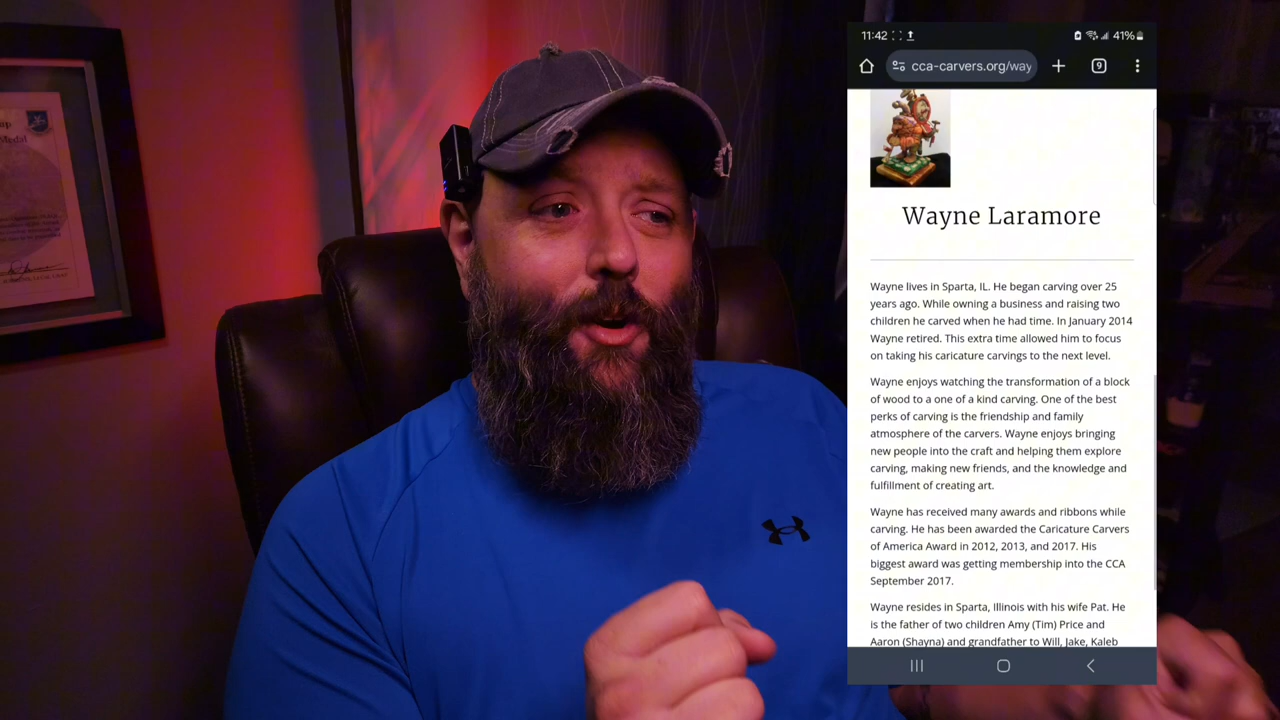 11:42
41%
cca-carvers.org/way
9
Wayne Laramore
Wayne lives in Sparta, IL. He began carving over 25
years ago. While owning a business and raising two
children he carved when he had time. In January 2014
Wayne retired. This extra time allowed him to focus
on taking his caricature carvings to the next level.
Wayne enjoys watching the transformation of a block
of wood to a one of a kind carving. One of the best
perks of carving is the friendship and family
atmosphere of the carvers. Wayne enjoys bringing
new people into the craft and helping them explore
carving, making new friends, and the knowledge and
fulfillment of creating art.
Wayne has received many awards and ribbons while
carving. He has been awarded the Caricature Carvers
of America Award in 2012, 2013, and 2017. His
biggest award was getting membership into the CCA
September 2017.
Wayne resides in Sparta, Illinois with his wife Pat. He
is the father of two children Amy (Tim) Price and
Aaron (Shayna) and grandfather to Will, Jake, Kaleb